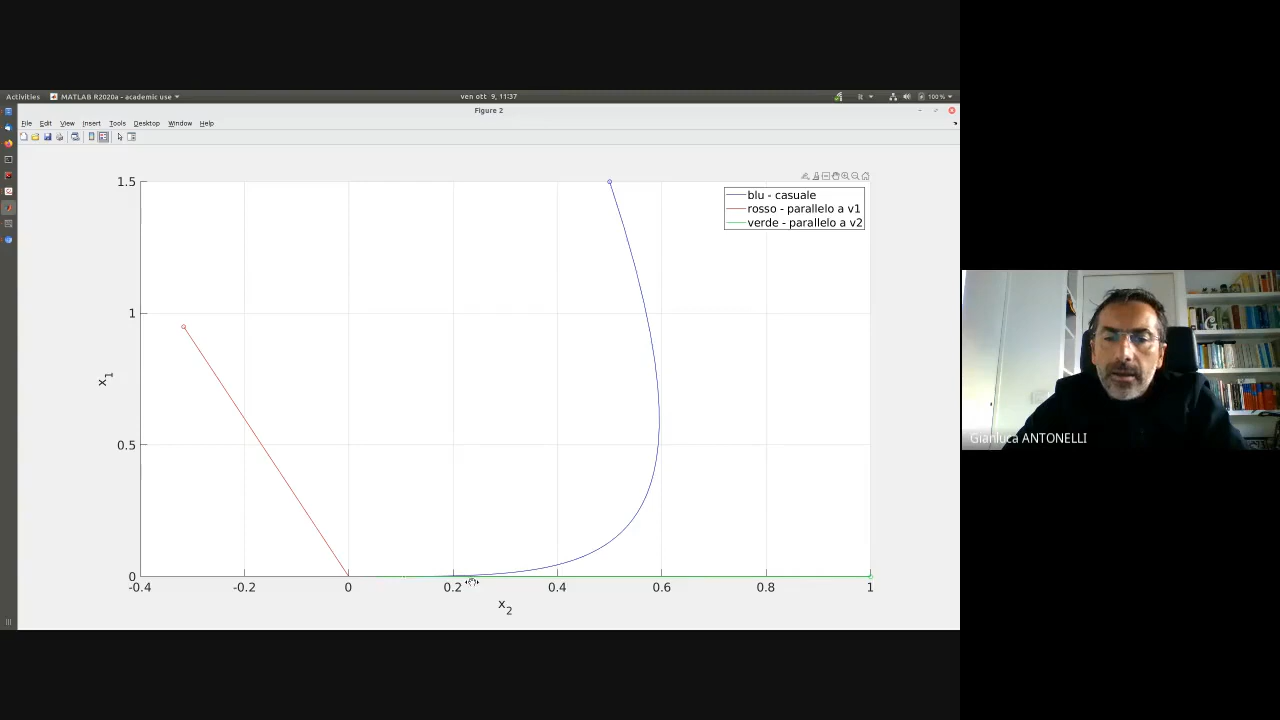 Activities MATLAB R2020a - academic use ven ott 9, 11:37 100 %
Figure 2
File Edit View Insert Tools Desktop Window Help
blu - casuale
rosso - parallelo a v1
verde - parallelo a v2
1.5
1
0.5
0
x1
-0.4 -0.2 0 0.2 0.4 0.6 0.8 1
x2
Gianluca ANTONELLI